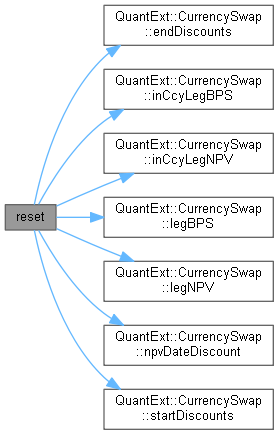 QuantExt::CurrencySwap
::endDiscounts
QuantExt::CurrencySwap
::inCcyLegBPS
QuantExt::CurrencySwap
::inCcyLegNPV
reset
QuantExt::CurrencySwap
::legBPS
QuantExt::CurrencySwap
::legNPV
QuantExt::CurrencySwap
::npvDateDiscount
QuantExt::CurrencySwap
::startDiscounts